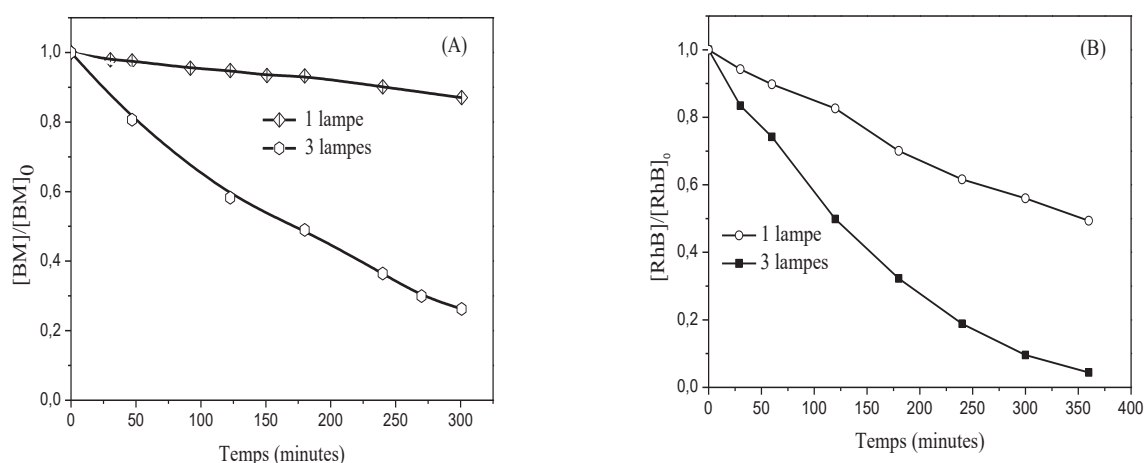 (A)
1,0
0,8
0,6
0,4
0,2
0,0
[BM]/[BM]0
1 lampe
3 lampes
0 50 100 150 200 250 300
Temps (minutes)
(B)
1,0
0,8
0,6
0,4
0,2
0,0
[RhB]/[RhB]0
1 lampe
3 lampes
0 50 100 150 200 250 300 350 400
Temps (minutes)